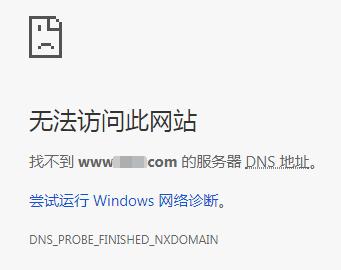 无法访问此网站
找不到 www com 的服务器 DNS 地址。
尝试运行 Windows 网络诊断。
DNS_PROBE_FINISHED_NXDOMAIN